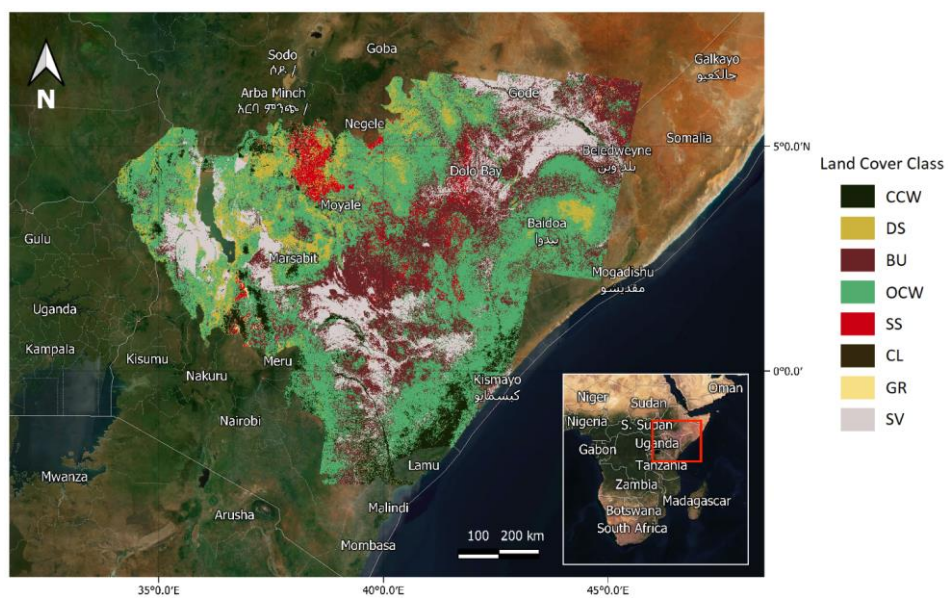 Sodo
ሶዶ /
Goba
Galkayo
جالكعيو
Arba Minch
አርባ ምንጭ /
Gode
N
Negele
Somalia
5°0.0'N
Beledweyne
بلدوين
Land Cover Class
Dolo Bay
CCW
Moyale
DS
Baidoa
بيدوا
BU
Gulu
Marsabit
Mogadishu
مقديشو
OCW
Uganda
SS
Kampala
Kisumu
Meru
CL
Nakuru
Kismayo
كيسمايو
0°0.0'
GR
Nairobi
SV
Niger
Sudan
Oman
Nigeria
S. Sudan
Gabon
Uganda
Lamu
Tanzania
Mwanza
Zambia
Malindi
Madagascar
Arusha
Botswana
South Africa
100 200 km
Mombasa
35°0.0'E
40°0.0'E
45°0.0'E